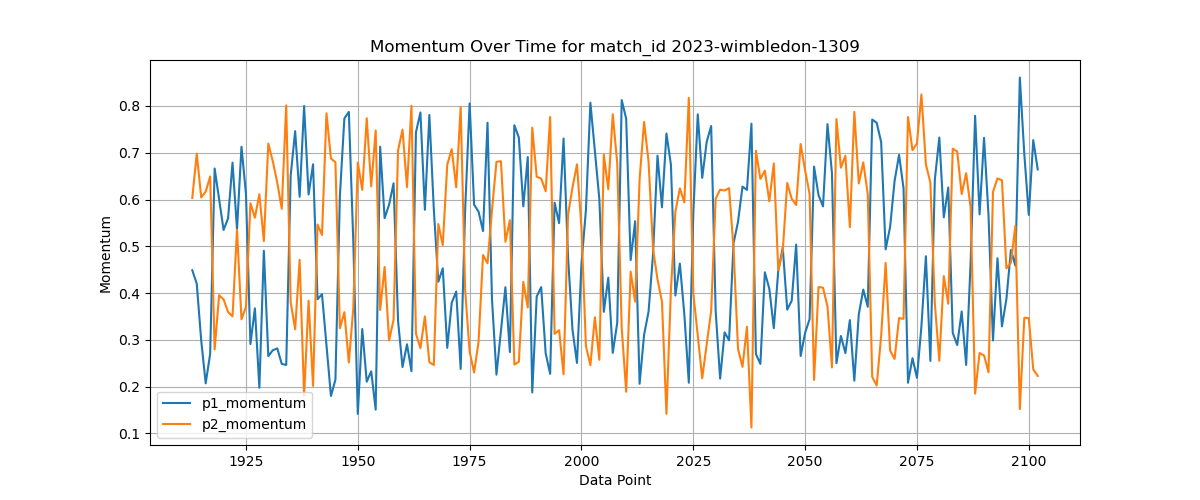 Momentum Over Time for match_id 2023-wimbledon-1309
Momentum
0.8
0.7
0.6
0.5
0.4
0.3
0.2
0.1
p1_momentum
p2_momentum
1925 1950 1975 2000 2025 2050 2075 2100
Data Point